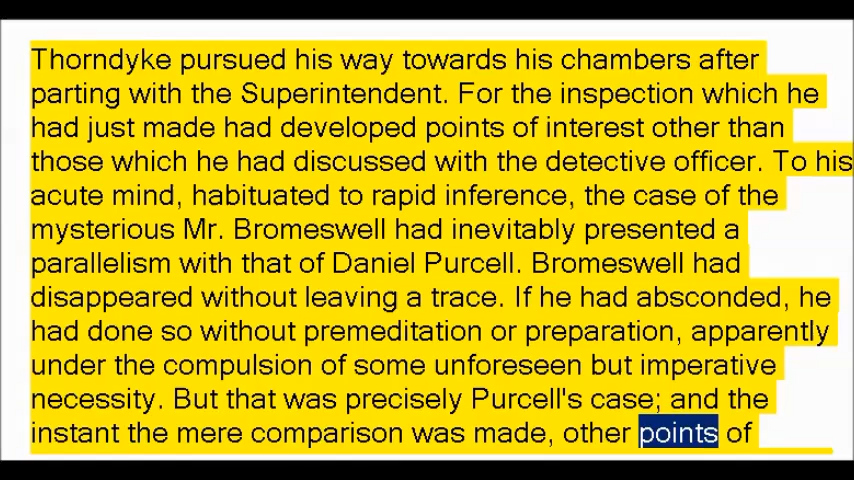 Thorndyke pursued his way towards his chambers after
parting with the Superintendent. For the inspection which he
had just made had developed points of interest other than
those which he had discussed with the detective officer. To his
acute mind, habituated to rapid inference, the case of the
mysterious Mr. Bromeswell had inevitably presented a
parallelism with that of Daniel Purcell. Bromeswell had
disappeared without leaving a trace. If he had absconded, he
had done so without premeditation or preparation, apparently
under the compulsion of some unforeseen but imperative
necessity. But that was precisely Purcell's case; and the
instant the mere comparison was made, other points of